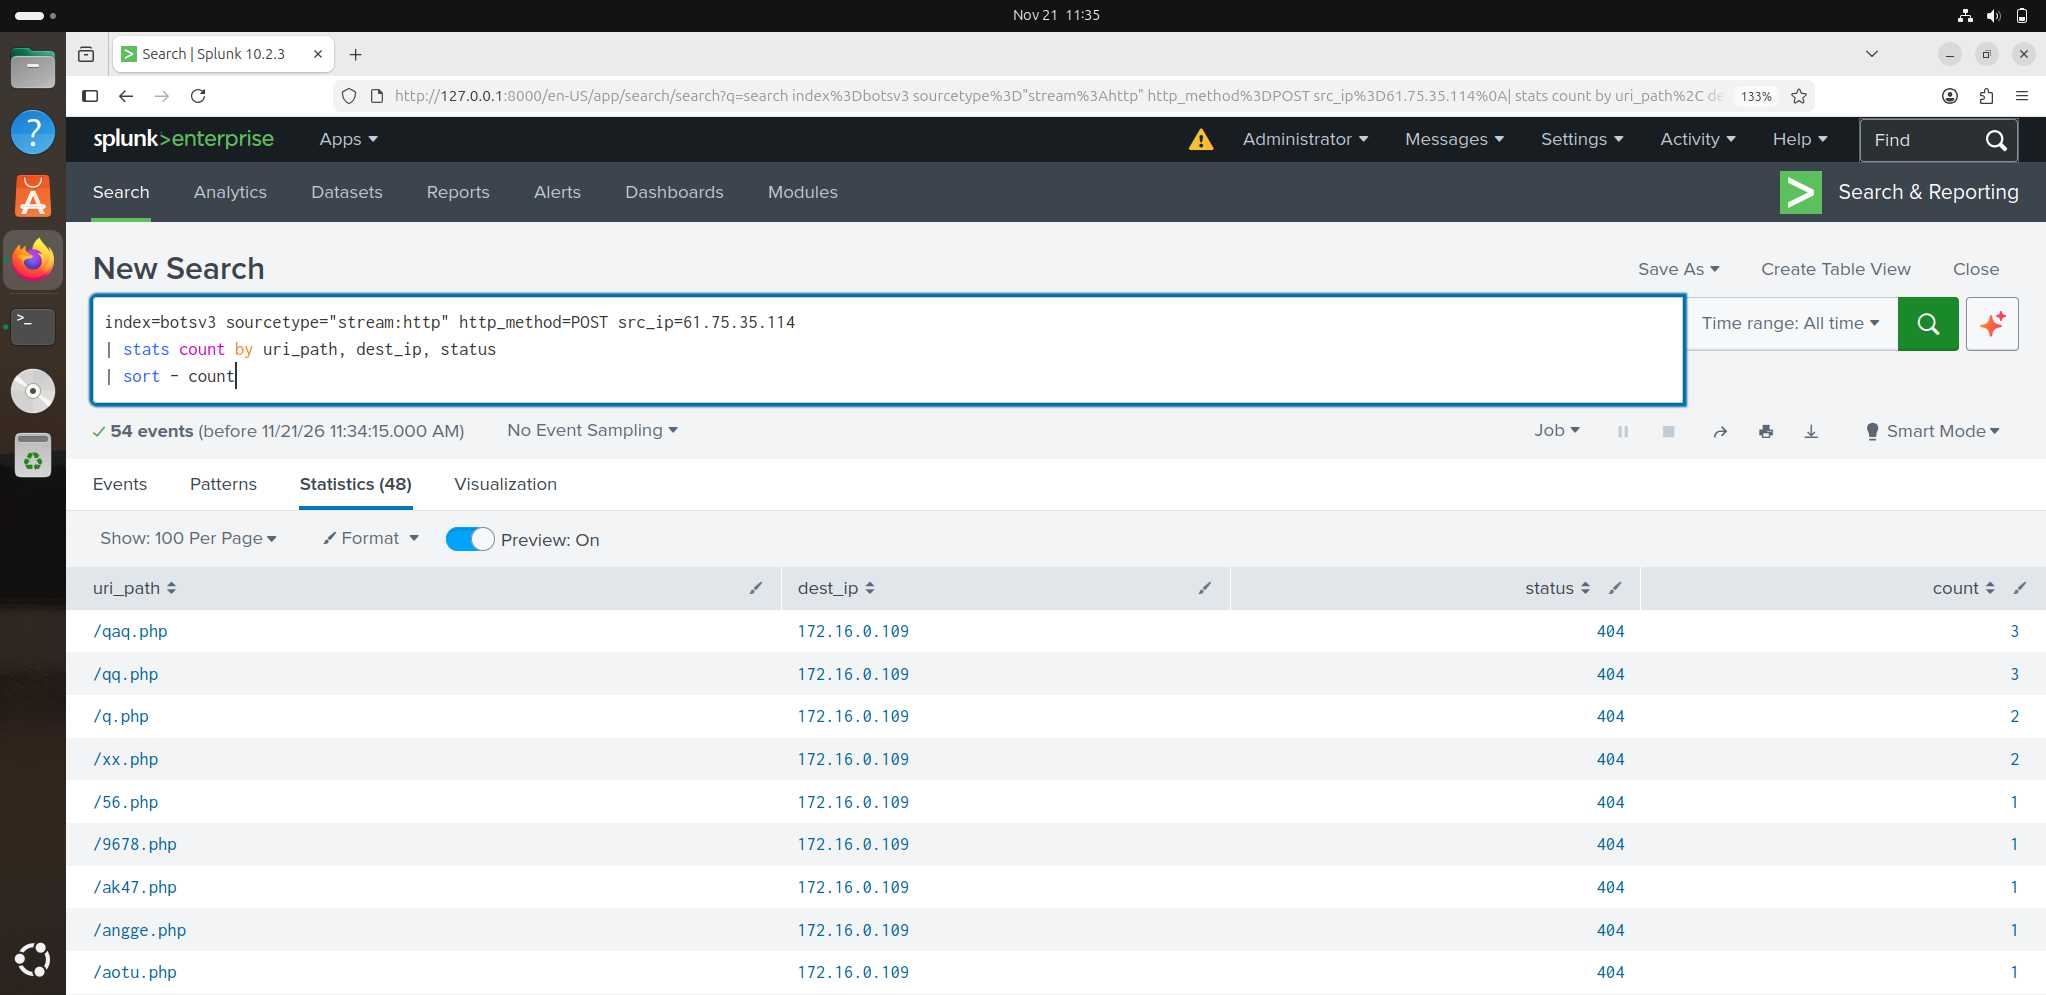 Nov 21 11:35
Search | Splunk 10.2.3
http://127.0.0.1:8000/en-US/app/search/search?q=search index%3Dbotsv3 sourcetype%3D"stream%3Ahttp" http_method%3DPOST src_ip%3D61.75.35.114%0A| stats count by uri_path%2C de
133%
splunk>enterprise
Apps
Administrator
Messages
Settings
Activity
Help
Find
Search
Analytics
Datasets
Reports
Alerts
Dashboards
Modules
Search & Reporting
New Search
Save As
Create Table View
Close
index=botsv3 sourcetype="stream:http" http_method=POST src_ip=61.75.35.114
| stats count by uri_path, dest_ip, status
| sort - count
Time range: All time
54 events (before 11/21/26 11:34:15.000 AM)
No Event Sampling
Job
Smart Mode
Events
Patterns
Statistics (48)
Visualization
Show: 100 Per Page
Format
Preview: On
uri_path dest_ip status count
/qaq.php 172.16.0.109 404 3
/qq.php 172.16.0.109 404 3
/q.php 172.16.0.109 404 2
/xx.php 172.16.0.109 404 2
/56.php 172.16.0.109 404 1
/9678.php 172.16.0.109 404 1
/ak47.php 172.16.0.109 404 1
/angge.php 172.16.0.109 404 1
/aotu.php 172.16.0.109 404 1